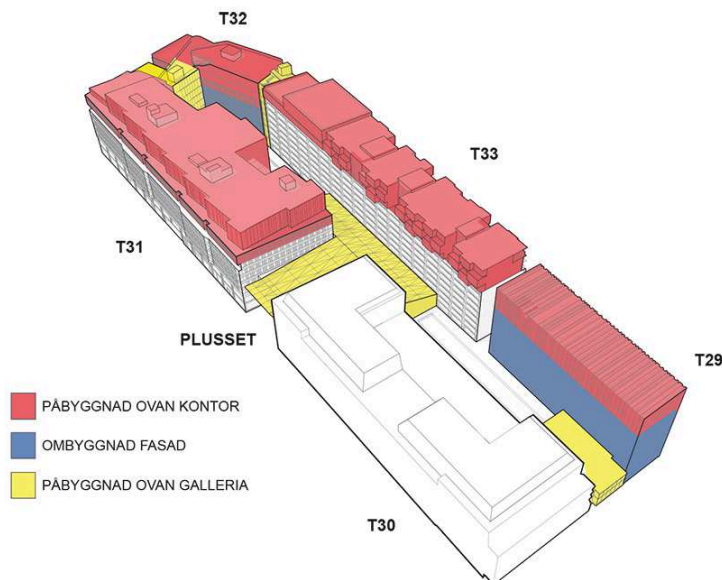 T32
T33
T31
PLUSSET
T29
PÅBYGGNAD OVAN KONTOR
OMBYGGNAD FASAD
PÅBYGGNAD OVAN GALLERIA
T30